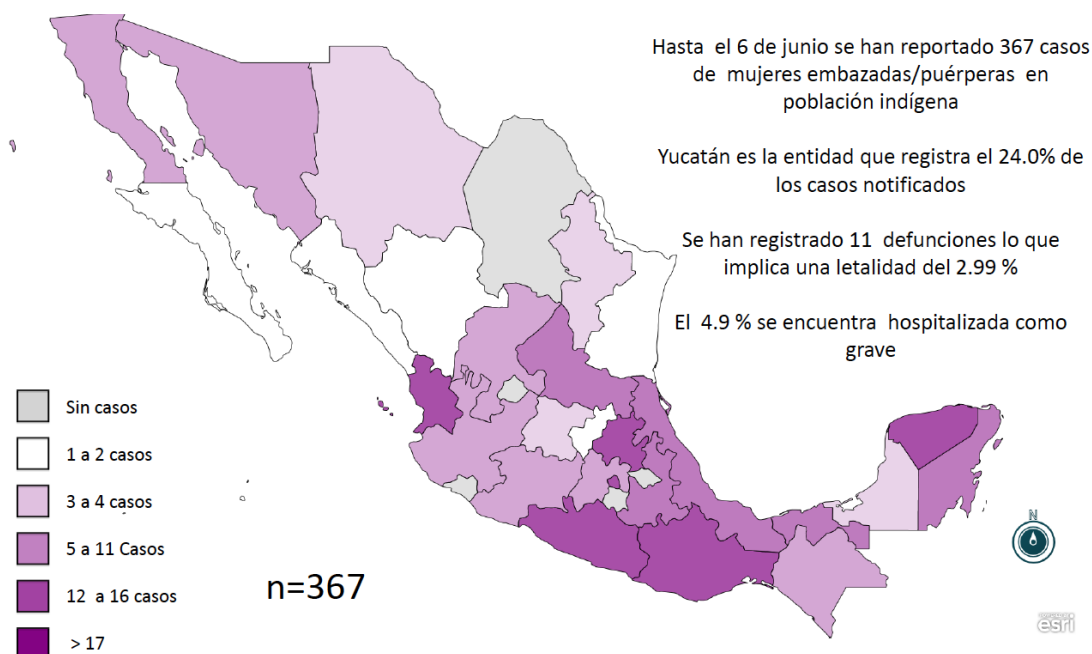 Hasta el 6 de junio se han reportado 367 casos
de mujeres embazadas/puérperas en
población indígena
Yucatán es la entidad que registra el 24.0% de
los casos notificados
Se han registrado 11 defunciones lo que
implica una letalidad del 2.99 %
El 4.9 % se encuentra hospitalizada como
grave
Sin casos
1 a 2 casos
3 a 4 casos
5 a 11 Casos
12 a 16 casos
> 17
n=367
N
esri